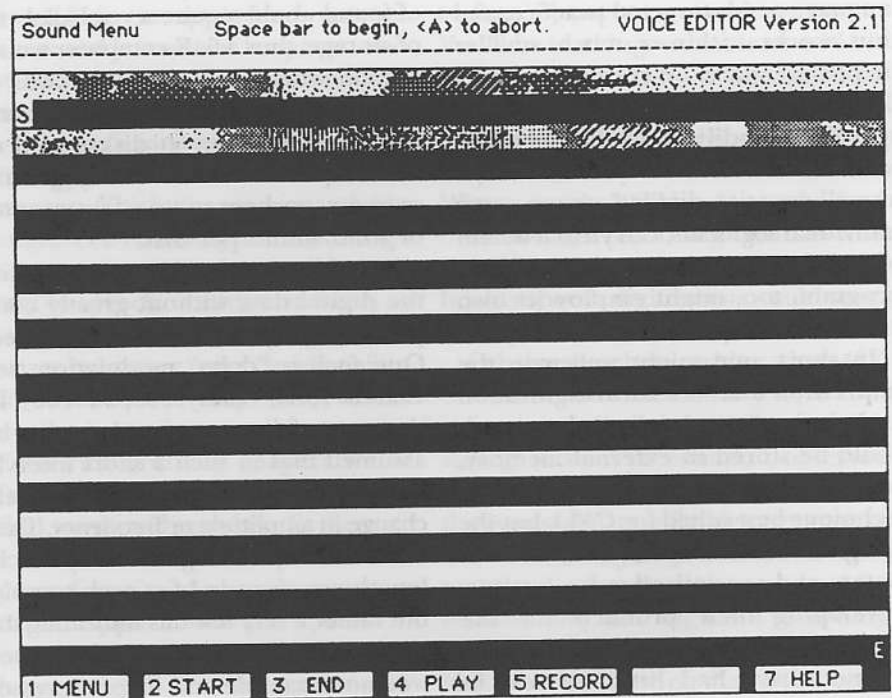 Sound Menu Space bar to begin, <A> to abort. VOICE EDITOR Version 2.1
S
E
1 MENU 2 START 3 END 4 PLAY 5 RECORD 7 HELP